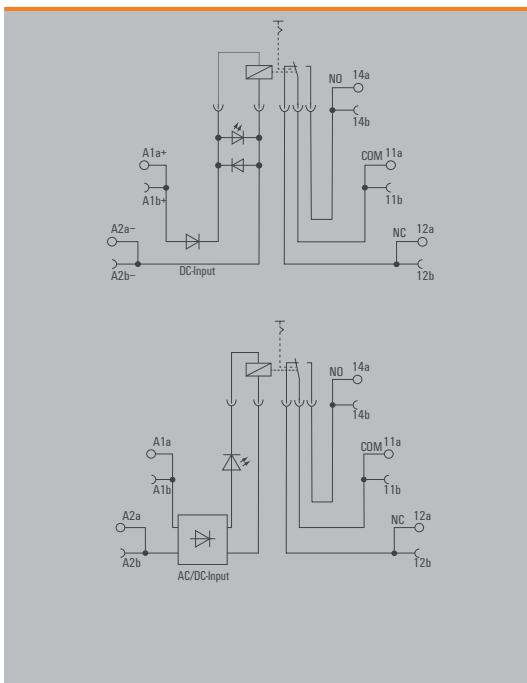 NO 14a
14b
A1a+
COM 11a
A1b+
11b
A2a–
NC 12a
A2b–
DC-Input
12b
NO 14a
14b
A1a
COM 11a
A1b
11b
A2a
NC 12a
A2b
12b
AC/DC-Input